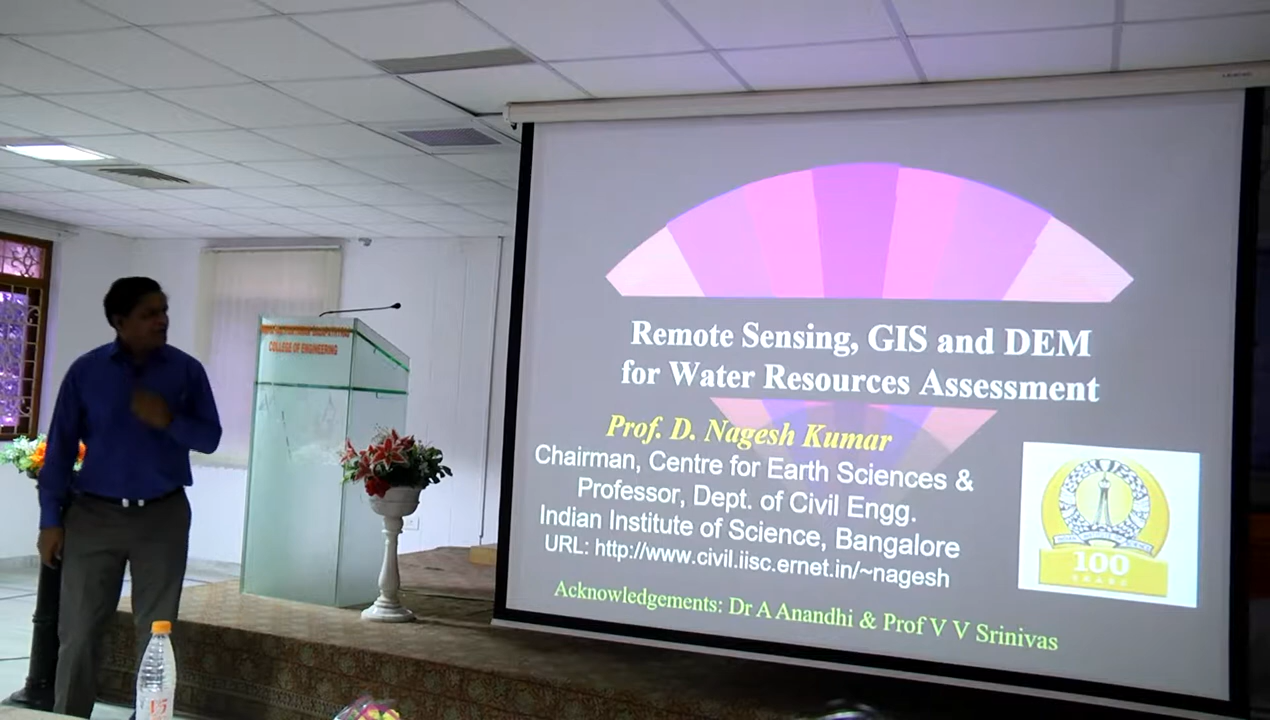 COLLEGE OF ENGINEERING
Remote Sensing, GIS and DEM
for Water Resources Assessment
Prof. D. Nagesh Kumar
Chairman, Centre for Earth Sciences &
Professor, Dept. of Civil Engg.
Indian Institute of Science, Bangalore
URL: http://www.civil.iisc.ernet.in/~nagesh
100
YEARS
Acknowledgements: Dr A Anandhi & Prof V V Srinivas
15